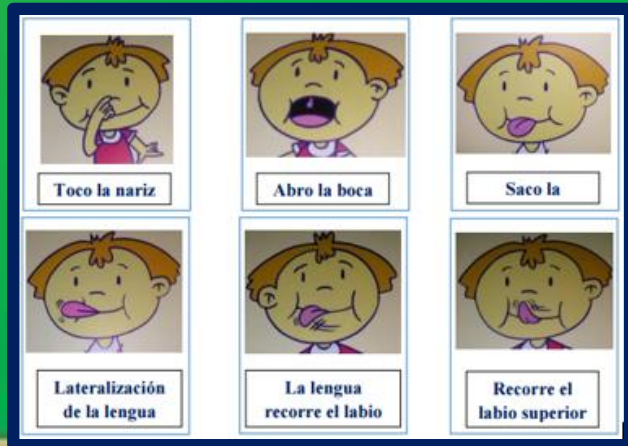 Toco la nariz
Abro la boca
Saco la
Lateralización
de la lengua
La lengua
recorre el labio
Recorre el
labio superior